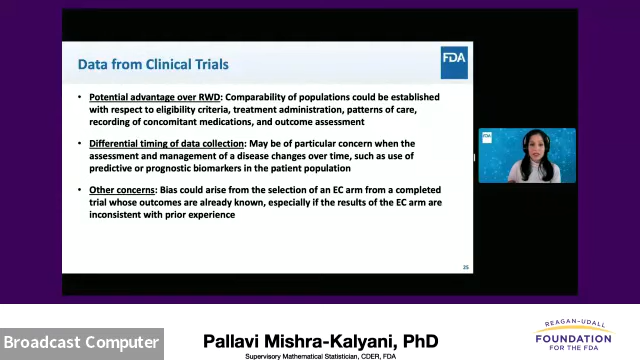 FDA
Data from Clinical Trials
• Potential advantage over RWD: Comparability of populations could be established
with respect to eligibility criteria, treatment administration, patterns of care,
recording of concomitant medications, and outcome assessment
• Differential timing of data collection: May be of particular concern when the
assessment and management of a disease changes over time, such as use of
predictive or prognostic biomarkers in the patient population
• Other concerns: Bias could arise from the selection of an EC arm from a completed
trial whose outcomes are already known, especially if the results of the EC arm are
inconsistent with prior experience
25
FDA
Broadcast Computer
Pallavi Mishra-Kalyani, PhD
Supervisory Mathematical Statistician, CDER, FDA
REAGAN-UDALL
FOUNDATION
FOR THE FDA